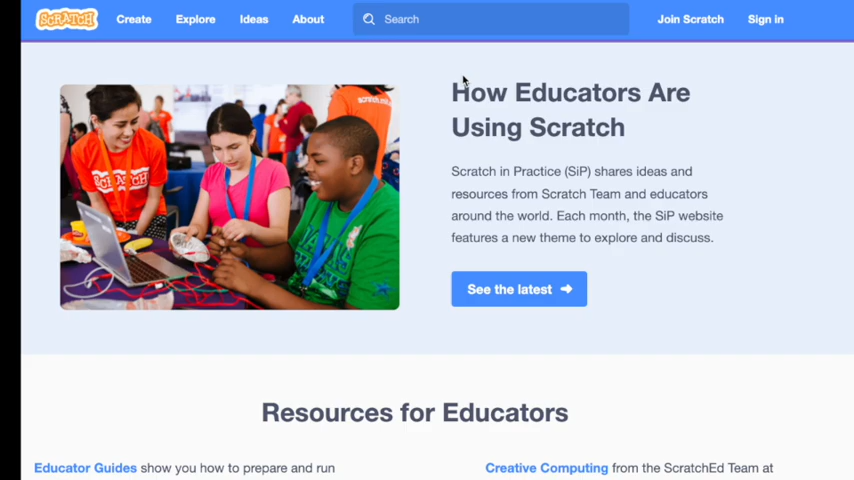 SCRATCH Create Explore Ideas About Search Join Scratch Sign in
How Educators Are
Using Scratch
Scratch in Practice (SiP) shares ideas and
resources from Scratch Team and educators
around the world. Each month, the SiP website
features a new theme to explore and discuss.
See the latest
Resources for Educators
Educator Guides show you how to prepare and run
Creative Computing from the ScratchEd Team at